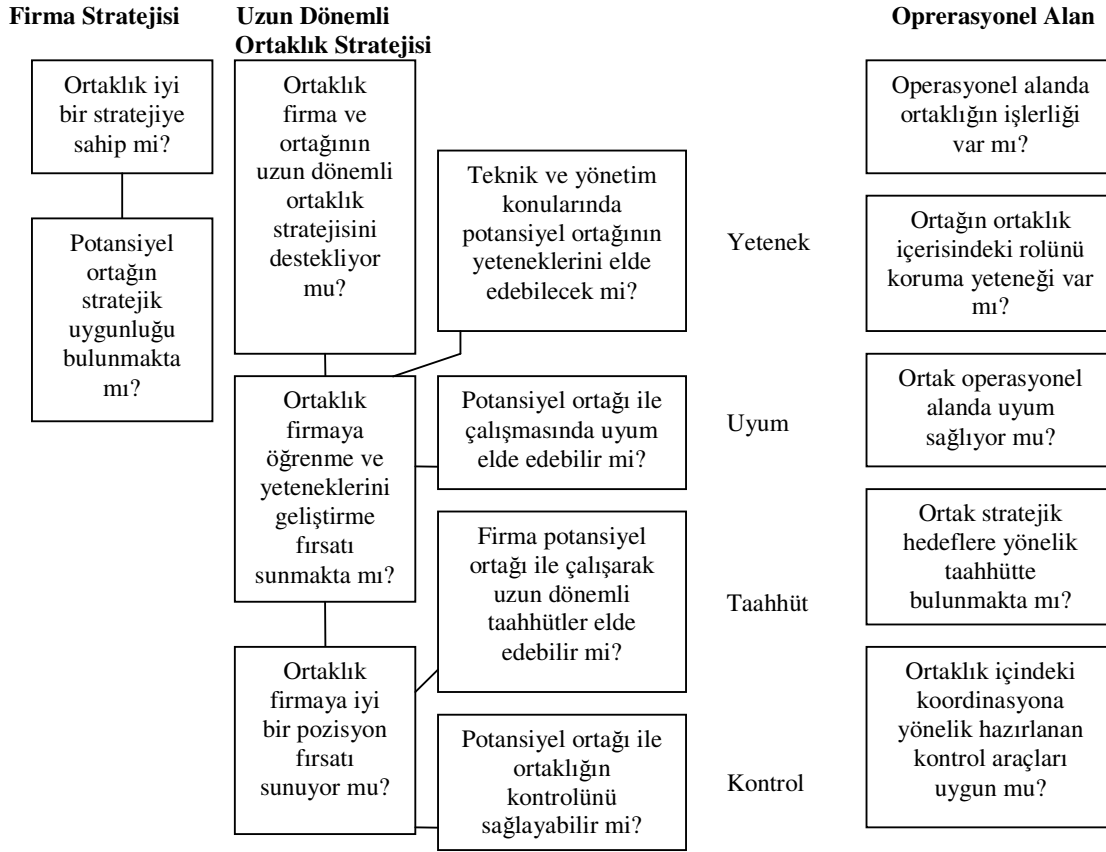 Firma Stratejisi
Uzun Dönemli
Ortaklık Stratejisi
Oprerasyonel Alan
Ortaklık iyi
bir stratejiye
sahip mi?
Potansiyel
ortağın
stratejik
uygunluğu
bulunmakta
mı?
Ortaklık
firma ve
ortağının
uzun dönemli
ortaklık
stratejisini
destekliyor
mu?
Ortaklık
firmaya
öğrenme ve
yeteneklerini
geliştirme
fırsatı
sunmakta mı?
Ortaklık
firmaya iyi
bir pozisyon
fırsatı
sunuyor mu?
Teknik ve yönetim
konularında
potansiyel ortağının
yeteneklerini elde
edebilecek mi?
Potansiyel ortağı ile
çalışmasında uyum
elde edebilir mi?
Firma potansiyel
ortağı ile çalışarak
uzun dönemli
taahhütler elde
edebilir mi?
Potansiyel ortağı ile
ortaklığın
kontrolünü
sağlayabilir mi?
Yetenek
Uyum
Taahhüt
Kontrol
Operasyonel alanda
ortaklığın işlerliği
var mı?
Ortağın ortaklık
içerisindeki rolünü
koruma yeteneği var
mı?
Ortak operasyonel
alanda uyum
sağlıyor mu?
Ortak stratejik
hedeflere yönelik
taahhütte
bulunmakta mı?
Ortaklık içindeki
koordinasyona
yönelik hazırlanan
kontrol araçları
uygun mu?